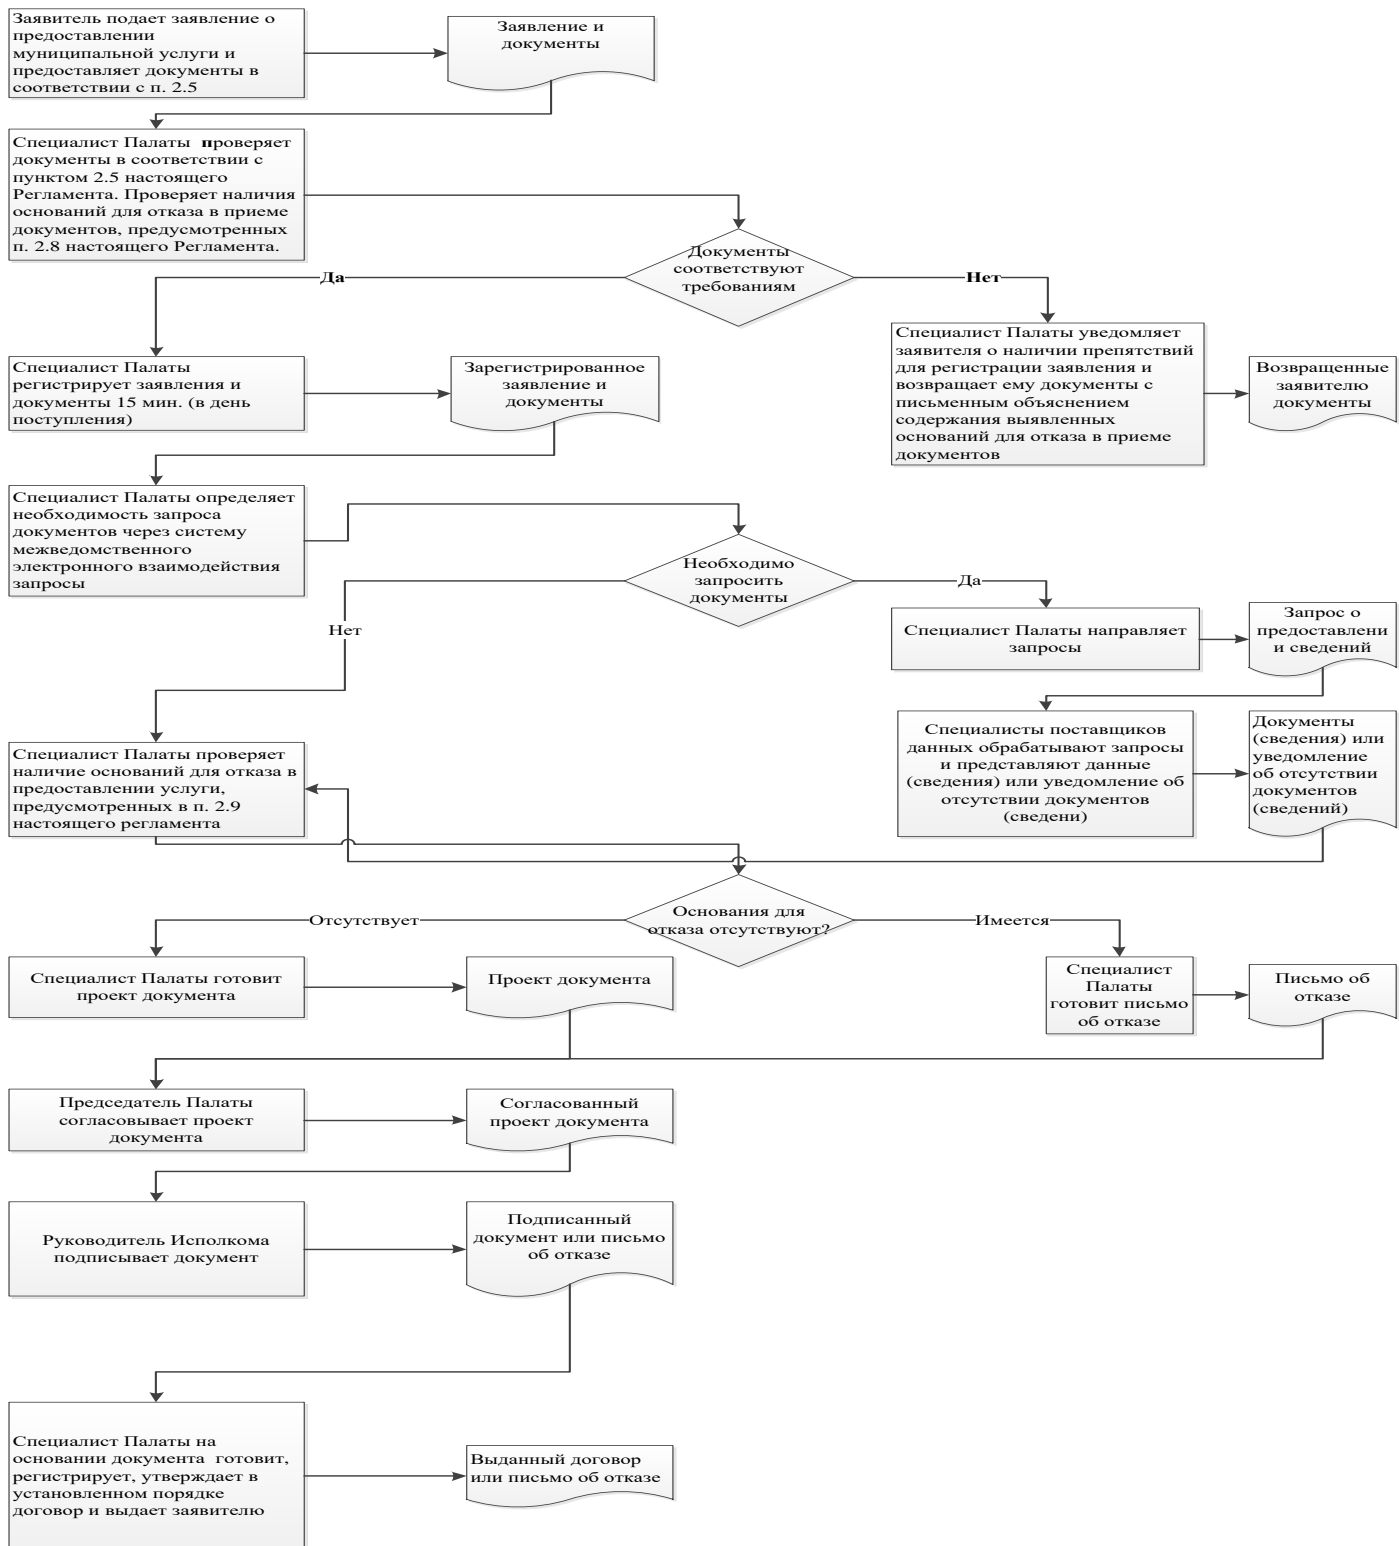 Заявитель подает заявление о
предоставлении
муниципальной услуги и
предоставляет документы в
соответствии с п. 2.5
Заявление и
документы
Специалист Палаты проверяет
документы в соответствии с
пунктом 2.5 настоящего
Регламента. Проверяет наличия
оснований для отказа в приеме
документов, предусмотренных
п. 2.8 настоящего Регламента.
Документы
соответствуют
требованиям
Да
Нет
Специалист Палаты
регистрирует заявления и
документы 15 мин. (в день
поступления)
Зарегистрированное
заявление и
документы
Специалист Палаты уведомляет
заявителя о наличии препятствий
для регистрации заявления и
возвращает ему документы с
письменным объяснением
содержания выявленных
оснований для отказа в приеме
документов
Возвращенные
заявителю
документы
Специалист Палаты определяет
необходимость запроса
документов через систему
межведомственного
электронного взаимодействия
запросы
Необходимо
запросить
документы
Да
Нет
Специалист Палаты направляет
запросы
Запрос о
предоставлени
и сведений
Специалисты поставщиков
данных обрабатывают запросы
и представляют данные
(сведения) или уведомление об
отсутствии документов
(сведени)
Документы
(сведения) или
уведомление
об отсутствии
документов
(сведений)
Специалист Палаты проверяет
наличие оснований для отказа в
предоставлении услуги,
предусмотренных в п. 2.9
настоящего регламента
Основания для
отказа отсутствуют?
Отсутствует
Имеется
Специалист Палаты готовит
проект документа
Проект документа
Специалист
Палаты
готовит письмо
об отказе
Письмо об
отказе
Председатель Палаты
согласовывает проект
документа
Согласованный
проект документа
Руководитель Исполкома
подписывает документ
Подписанный
документ или письмо
об отказе
Специалист Палаты на
основании документа готовит,
регистрирует, утверждает в
установленном порядке
договор и выдает заявителю
Выданный договор
или письмо об отказе